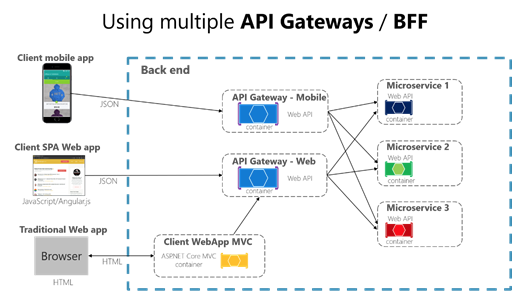 Using multiple API Gateways / BFF
Client mobile app
Back end
JSON
API Gateway - Mobile
Web API
container
Microservice 1
Web API
container
Client SPA Web app
JSON
JavaScript/Angular.js
API Gateway - Web
Web API
container
Microservice 2
Web API
container
Traditional Web app
Browser
HTML
HTML
Client WebApp MVC
ASP.NET Core MVC
container
Microservice 3
Web API
container